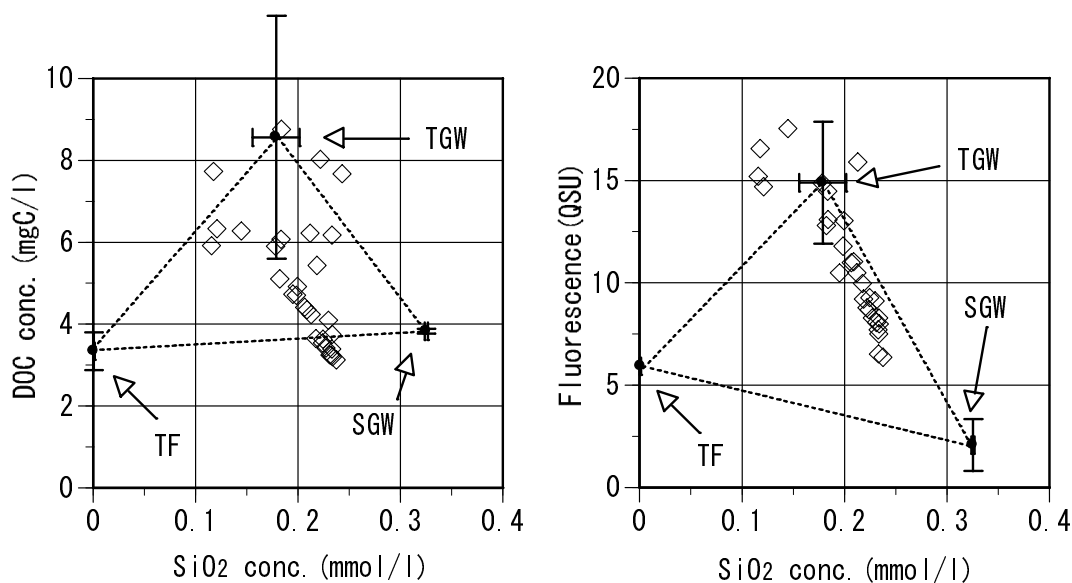 10
8
6
4
2
0
0
0.1
0.2
0.3
0.4
DOC conc. (mgC/l)
SiO2 conc. (mmol/l)
TGW
SGW
TF
20
15
10
5
0
0
0.1
0.2
0.3
0.4
Fluorescence (QSU)
SiO2 conc. (mmol/l)
TGW
SGW
TF